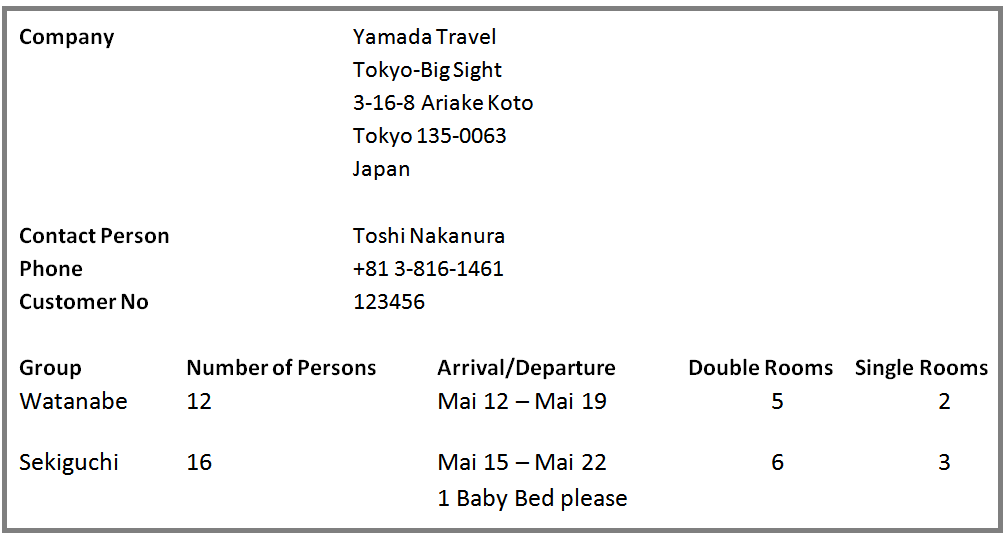 Company Yamada Travel
Tokyo-Big Sight
3-16-8 Ariake Koto
Tokyo 135-0063
Japan
Contact Person Toshi Nakanura
Phone +81 3-816-1461
Customer No 123456
Group Number of Persons Arrival/Departure Double Rooms Single Rooms
Watanabe 12 Mai 12 – Mai 19 5 2
Sekiguchi 16 Mai 15 – Mai 22 6 3
1 Baby Bed please